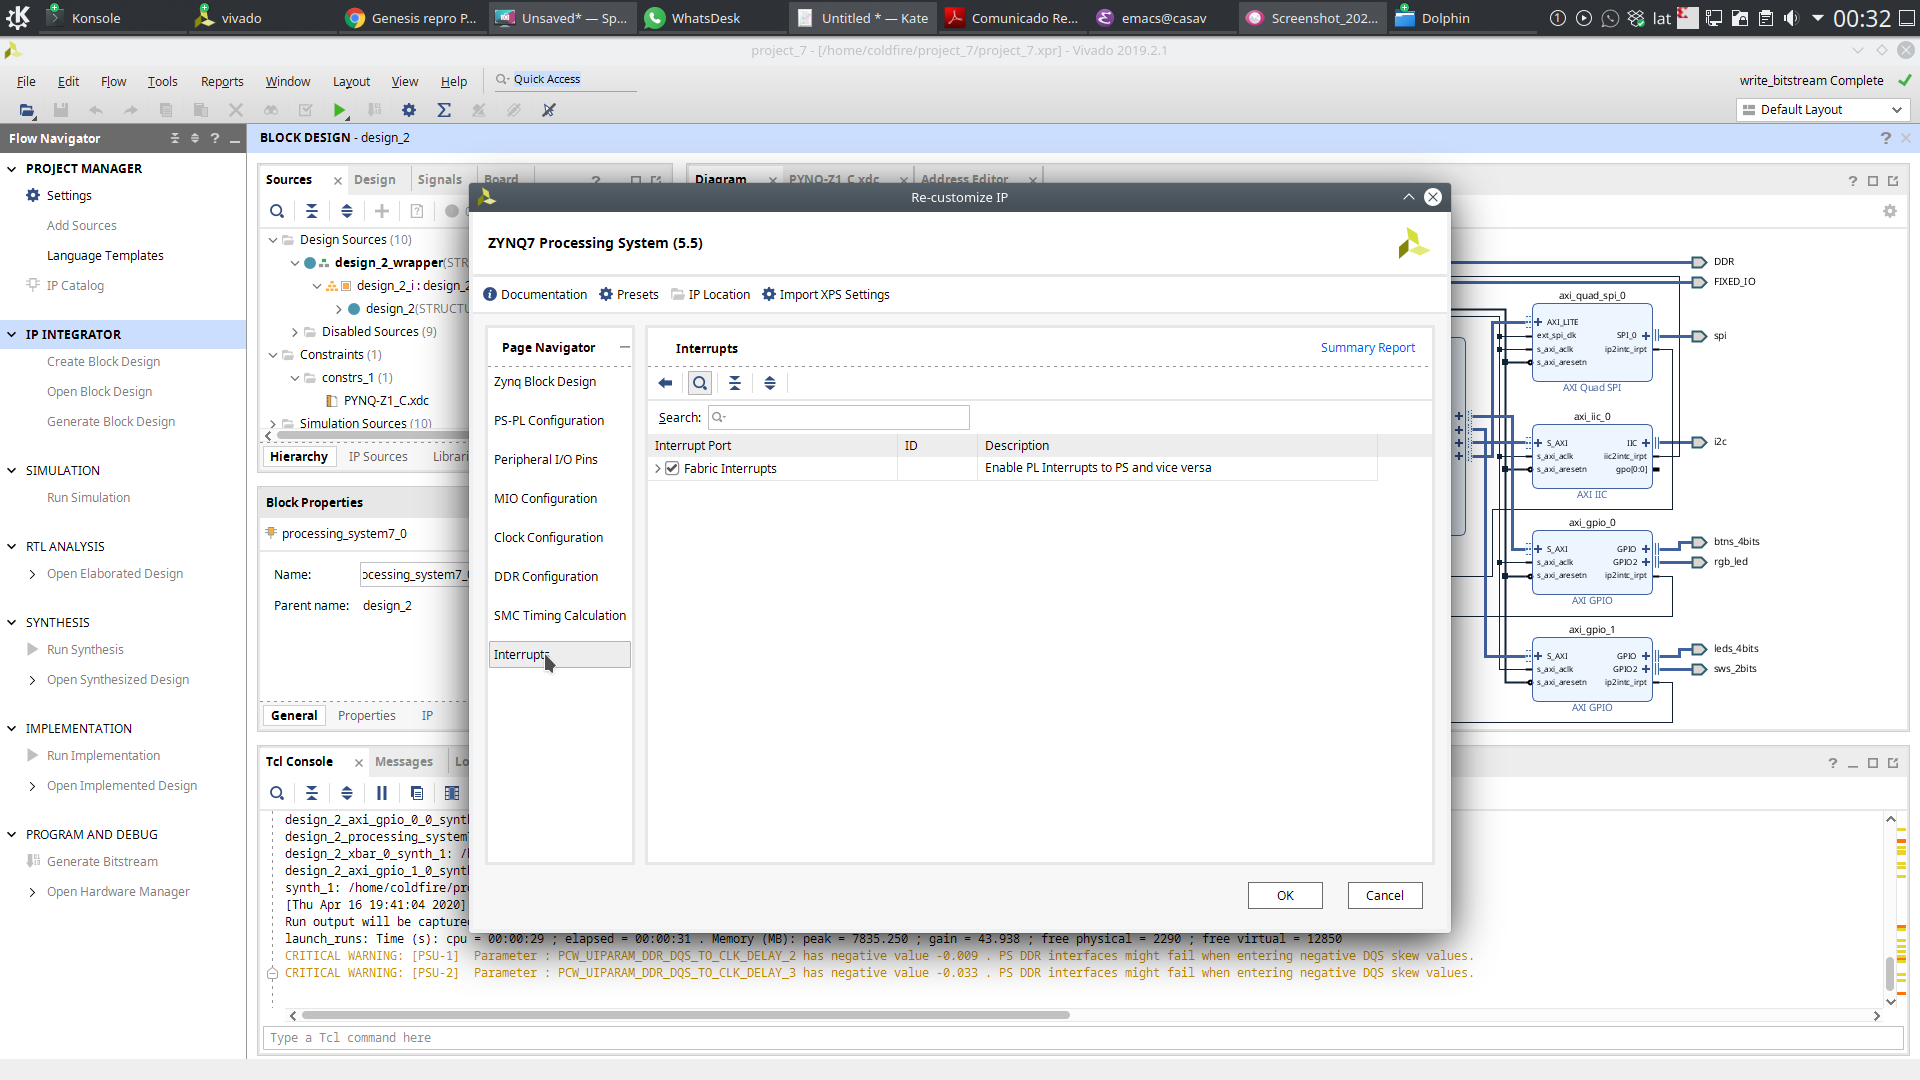 Konsole
vivado
Genesis repro P...
Unsaved* — Sp...
WhatsDesk
Untitled * — Kate
Comunicado Re...
emacs@casav
Screenshot_202...
Dolphin
lat
00:32
project_7 - [/home/coldfire/project_7/project_7.xpr] - Vivado 2019.2.1
File Edit Flow Tools Reports Window Layout View Help
Quick Access
write_bitstream Complete
Default Layout
Flow Navigator
BLOCK DESIGN - design_2
PROJECT MANAGER
Settings
Add Sources
Language Templates
IP Catalog
IP INTEGRATOR
Create Block Design
Open Block Design
Generate Block Design
SIMULATION
Run Simulation
RTL ANALYSIS
Open Elaborated Design
SYNTHESIS
Run Synthesis
Open Synthesized Design
IMPLEMENTATION
Run Implementation
Open Implemented Design
PROGRAM AND DEBUG
Generate Bitstream
Open Hardware Manager
Sources Design Signals Board
Design Sources (10)
design_2_wrapper(STR
design_2_i : design_2
design_2(STRUCTU
Disabled Sources (9)
Constraints (1)
constrs_1 (1)
PYNQ-Z1_C.xdc
Simulation Sources (10)
Hierarchy IP Sources Librari
Block Properties
processing_system7_0
Name: ocessing_system7_0
Parent name: design_2
General Properties IP
Diagram PYNQ-Z1_C.xdc Address Editor
Re-customize IP
ZYNQ7 Processing System (5.5)
Documentation Presets IP Location Import XPS Settings
Page Navigator
Zynq Block Design
PS-PL Configuration
Peripheral I/O Pins
MIO Configuration
Clock Configuration
DDR Configuration
SMC Timing Calculation
Interrupts
Interrupts
Summary Report
Search:
Interrupt Port ID Description
Fabric Interrupts Enable PL Interrupts to PS and vice versa
OK Cancel
DDR
FIXED_IO
axi_quad_spi_0
AXI_LITE
ext_spi_clk SPI_0
s_axi_aclk ip2intc_irpt
s_axi_aresetn
AXI Quad SPI
spi
axi_iic_0
S_AXI IIC
s_axi_aclk iic2intc_irpt
s_axi_aresetn gpo[0:0]
AXI IIC
i2c
axi_gpio_0
S_AXI GPIO
s_axi_aclk GPIO2
s_axi_aresetn ip2intc_irpt
AXI GPIO
btns_4bits
rgb_led
axi_gpio_1
S_AXI GPIO
s_axi_aclk GPIO2
s_axi_aresetn ip2intc_irpt
AXI GPIO
leds_4bits
sws_2bits
Tcl Console Messages Lo
design_2_axi_gpio_0_0_synth
design_2_processing_system7
design_2_xbar_0_synth_1: /h
design_2_axi_gpio_1_0_synth
synth_1: /home/coldfire/pro
[Thu Apr 16 19:41:04 2020]
Run output will be captured
launch_runs: Time (s): cpu = 00:00:29 ; elapsed = 00:00:31 . Memory (MB): peak = 7835.250 ; gain = 43.938 ; free physical = 2290 ; free virtual = 12850
CRITICAL WARNING: [PSU-1] Parameter : PCW_UIPARAM_DDR_DQS_TO_CLK_DELAY_2 has negative value -0.009 . PS DDR interfaces might fail when entering negative DQS skew values.
CRITICAL WARNING: [PSU-2] Parameter : PCW_UIPARAM_DDR_DQS_TO_CLK_DELAY_3 has negative value -0.033 . PS DDR interfaces might fail when entering negative DQS skew values.
Type a Tcl command here